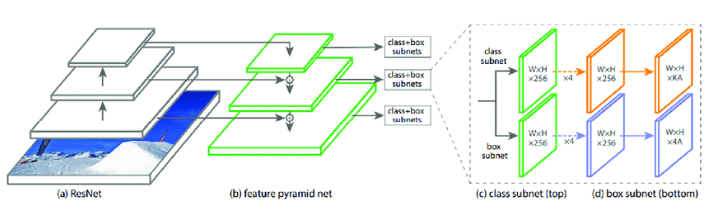 class+box
subnets
class+box
subnets
class+box
subnets
class
subnet
W×H
×256
×4
W×H
×256
W×H
×KA
W×H
×256
×4
W×H
×256
W×H
×4A
box
subnet
(a) ResNet
(b) feature pyramid net
(c) class subnet (top)
(d) box subnet (bottom)